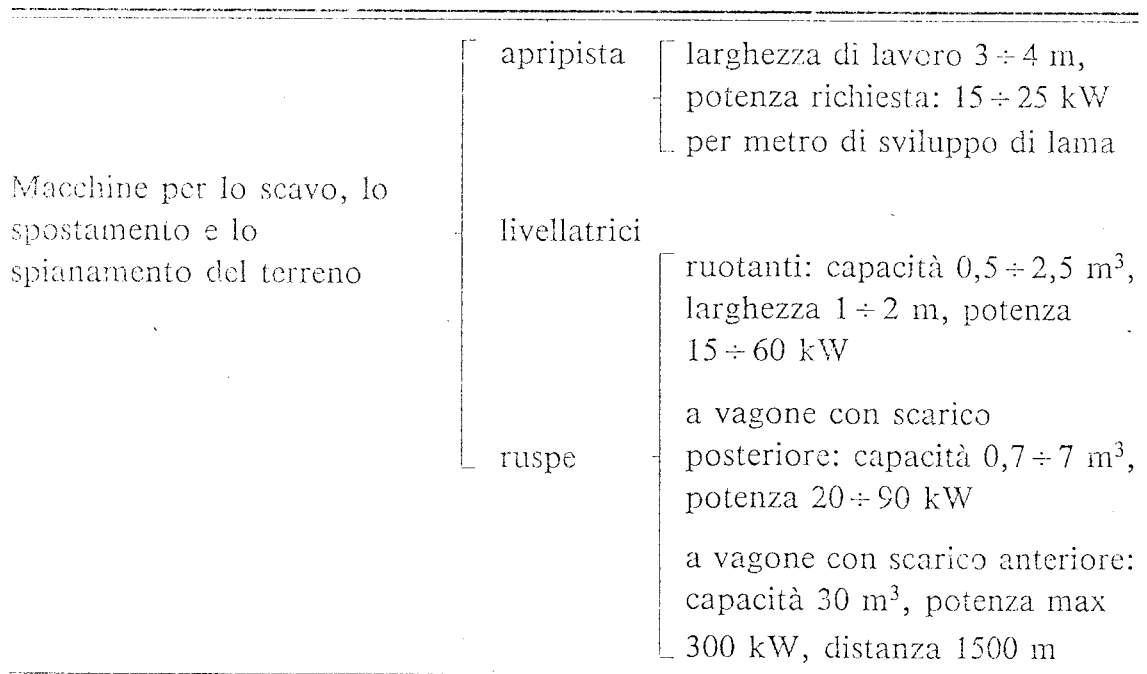 apripista
larghezza di lavoro 3 ÷ 4 m,
potenza richiesta: 15 ÷ 25 kW
per metro di sviluppo di lama
Macchine per lo scavo, lo
spostamento e lo
spianamento del terreno
livellatrici
ruspe
ruotanti: capacità 0,5 ÷ 2,5 m³,
larghezza 1 ÷ 2 m, potenza
15 ÷ 60 kW
a vagone con scarico
posteriore: capacità 0,7 ÷ 7 m³,
potenza 20 ÷ 90 kW
a vagone con scarico anteriore:
capacità 30 m³, potenza max
300 kW, distanza 1500 m